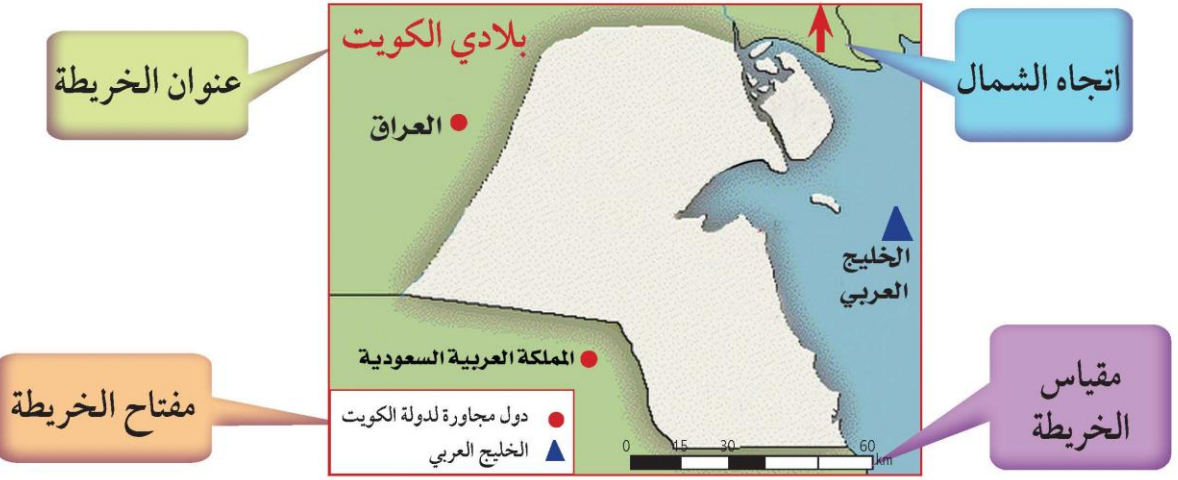 بلادي الكويت
عنوان الخريطة
اتجاه الشمال
العراق
الخليج
العربي
المملكة العربية السعودية
مفتاح الخريطة
دول مجاورة لدولة الكويت
الخليج العربي
مقياس
الخريطة
0 15 30 60
km